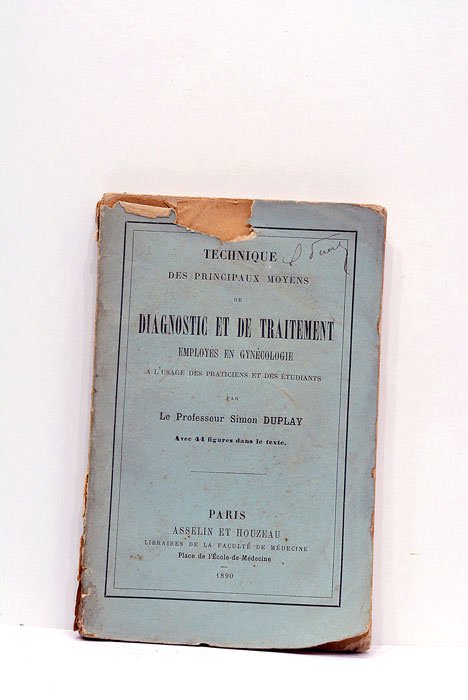 TECHNIQUE
DES PRINCIPAUX MOYENS
DE
DIAGNOSTIC ET DE TRAITEMENT
EMPLOYÉS EN GYNÉCOLOGIE
A L'USAGE DES PRATICIENS ET DES ÉTUDIANTS
PAR
Le Professeur Simon DUPLAY
Avec 44 figures dans le texte.
PARIS
ASSELIN ET HOUZEAU
LIBRAIRES DE LA FACULTÉ DE MÉDECINE
Place de l'École-de-Médecine
1890